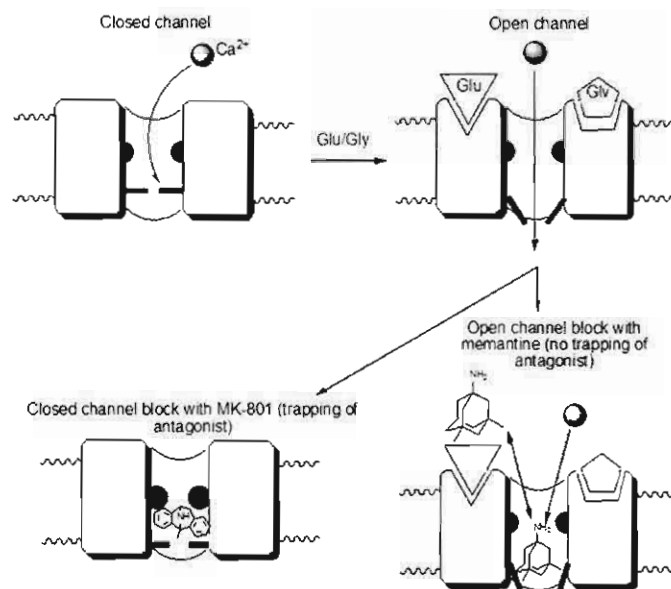 Closed channel
Ca²⁺
Open channel
Glu
Gly
Glu/Gly
Open channel block with
memantine (no trapping of
antagonist)
NH₂
Closed channel block with MK-801 (trapping of
antagonist)
NH
NH₂